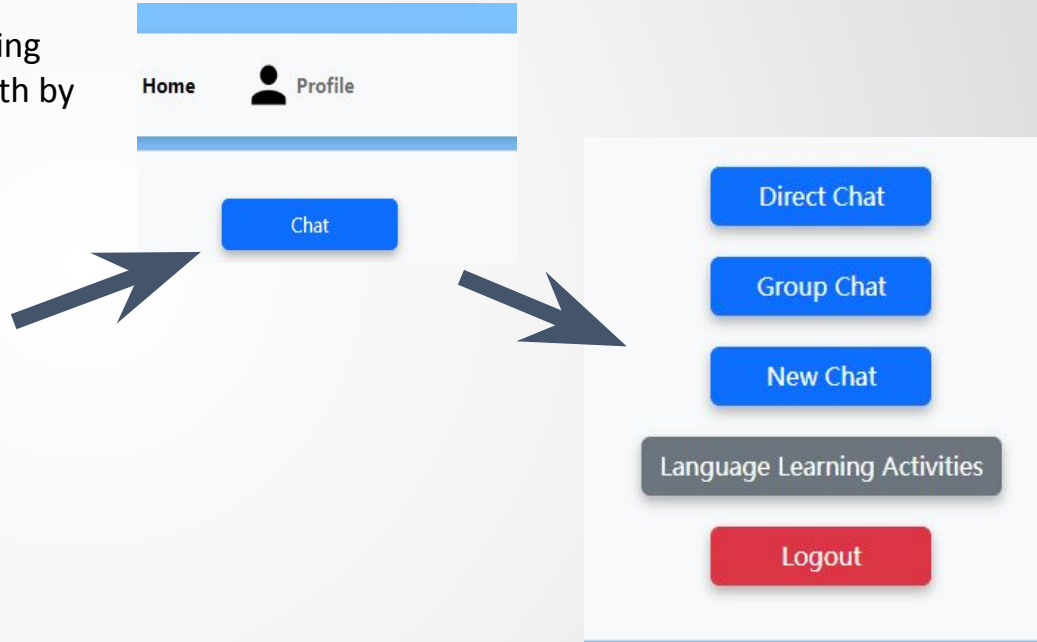 ing
th by
Home
Profile
Chat
Direct Chat
Group Chat
New Chat
Language Learning Activities
Logout